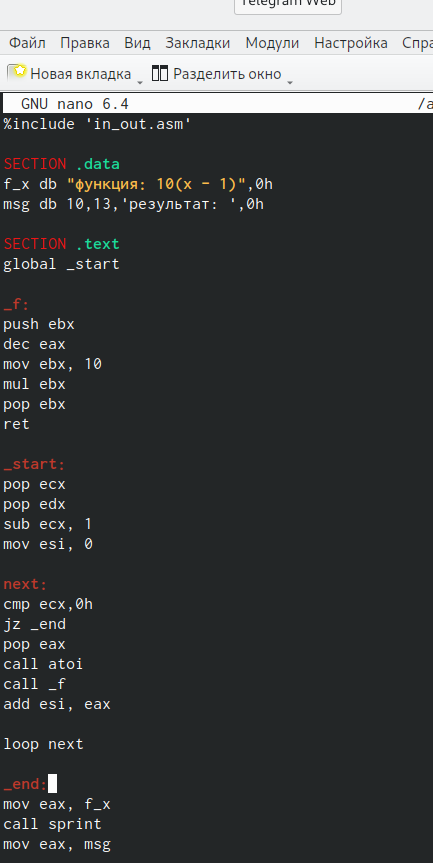 Telegram Web
Файл Правка Вид Закладки Модули Настройка Спра
Новая вкладка Разделить окно
GNU nano 6.4 /a
%include 'in_out.asm'
SECTION .data
f_x db "функция: 10(x - 1)",0h
msg db 10,13,'результат: ',0h
SECTION .text
global _start
_f:
push ebx
dec eax
mov ebx, 10
mul ebx
pop ebx
ret
_start:
pop ecx
pop edx
sub ecx, 1
mov esi, 0
next:
cmp ecx,0h
jz _end
pop eax
call atoi
call _f
add esi, eax
loop next
_end:
mov eax, f_x
call sprint
mov eax, msg